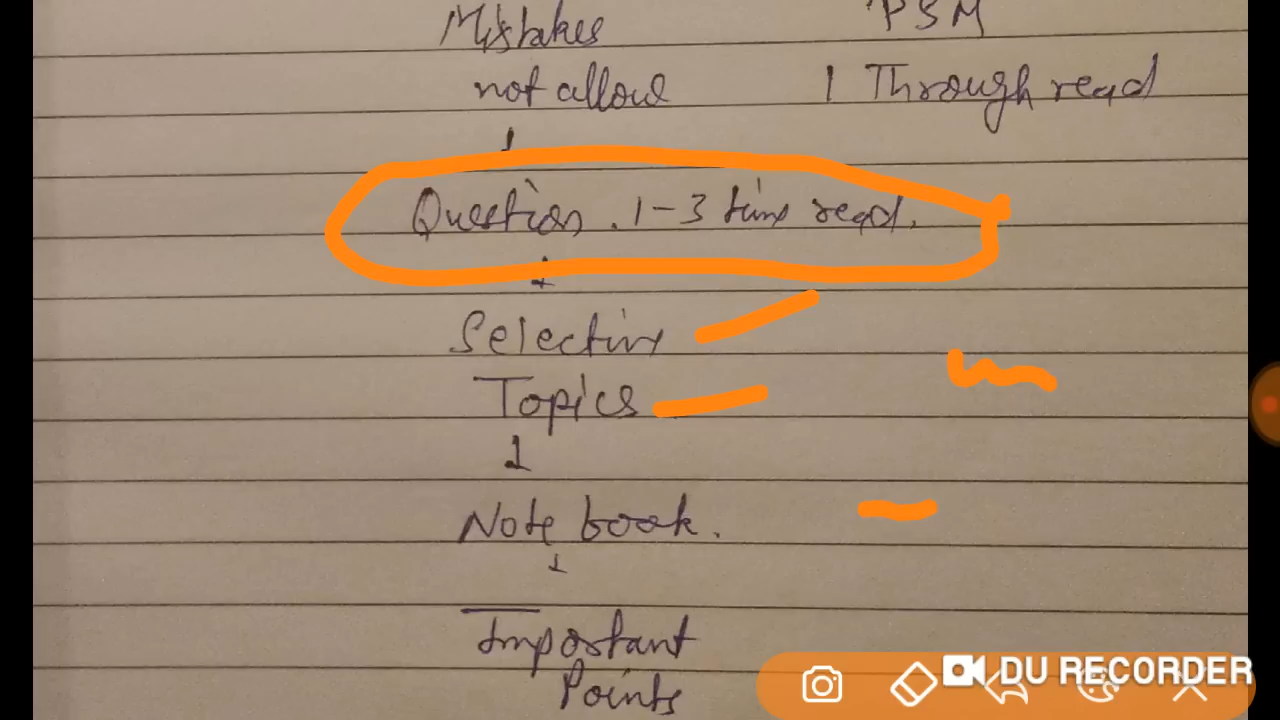 Mistakes PSM
not allow 1 Through read
Question. 1-3 time read.
Selective
Topics
Note book.
Important
Points
DU RECORDER